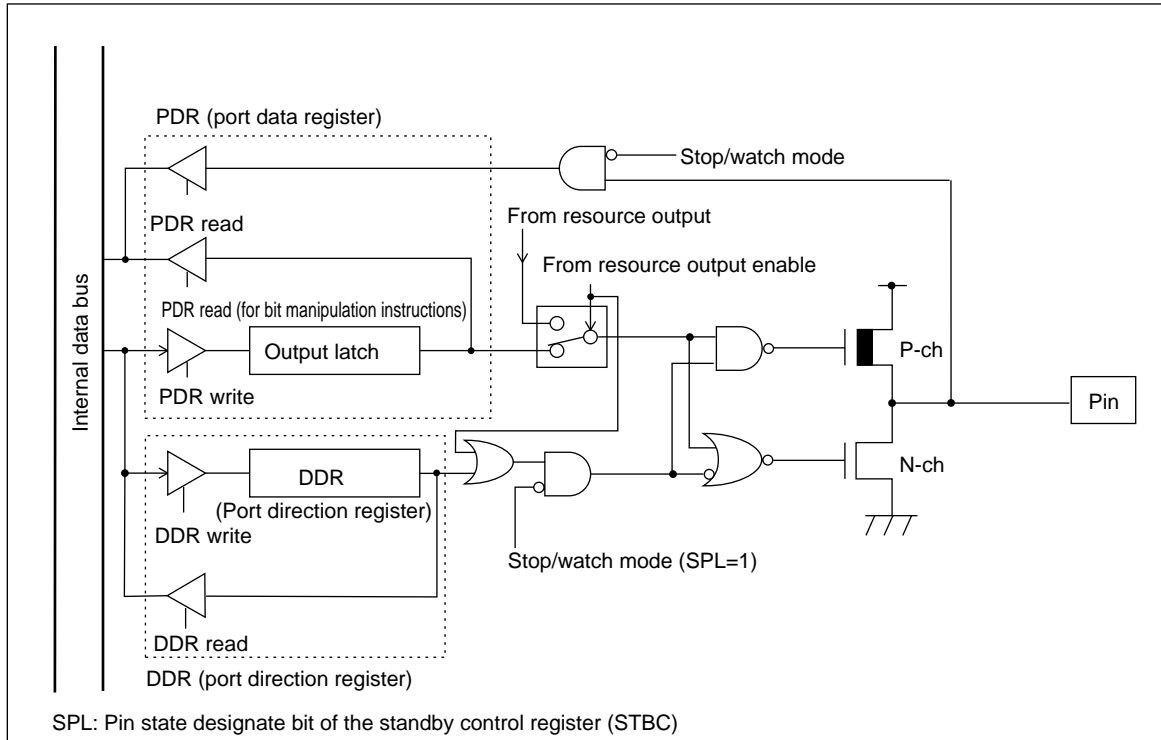 PDR (port data register)
Stop/watch mode
PDR read
From resource output
From resource output enable
PDR read (for bit manipulation instructions)
Internal data bus
Output latch
P-ch
PDR write
Pin
DDR
N-ch
(Port direction register)
DDR write
Stop/watch mode (SPL=1)
DDR read
DDR (port direction register)
SPL: Pin state designate bit of the standby control register (STBC)